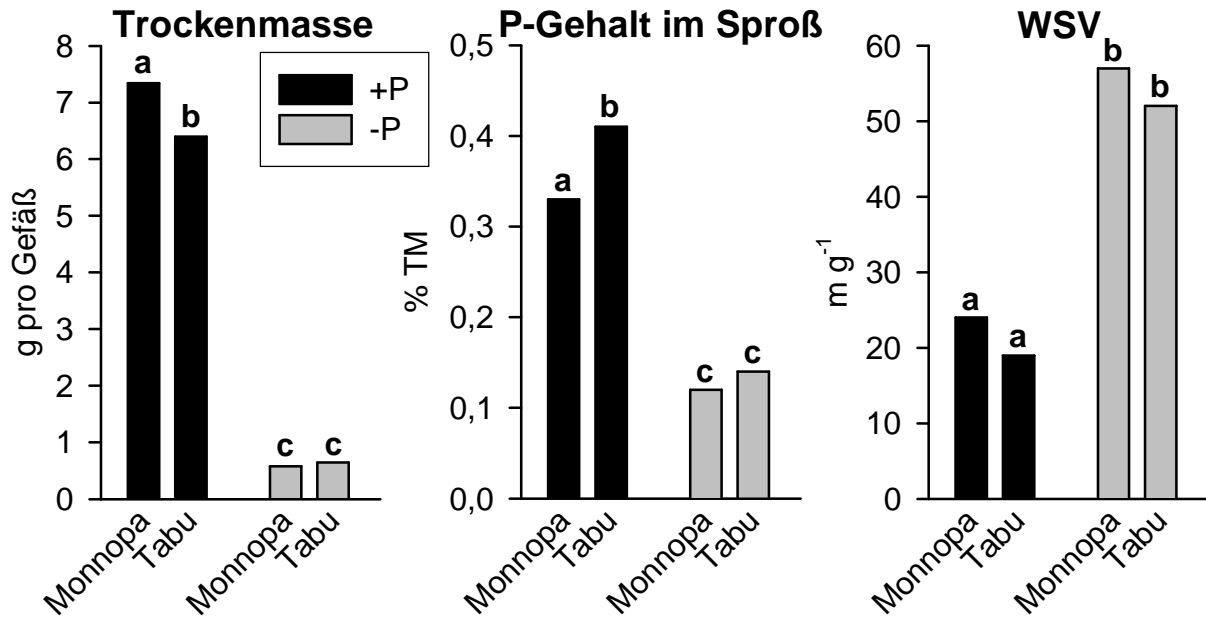 Trockenmasse
g pro Gefäß
8
7
6
5
4
3
2
1
0
a
b
c
c
+P
-P
Monnopa
Tabu
Monnopa
Tabu
P-Gehalt im Sproß
% TM
0,5
0,4
0,3
0,2
0,1
0,0
a
b
c
c
Monnopa
Tabu
Monnopa
Tabu
WSV
m g-1
60
50
40
30
20
10
0
a
a
b
b
Monnopa
Tabu
Monnopa
Tabu